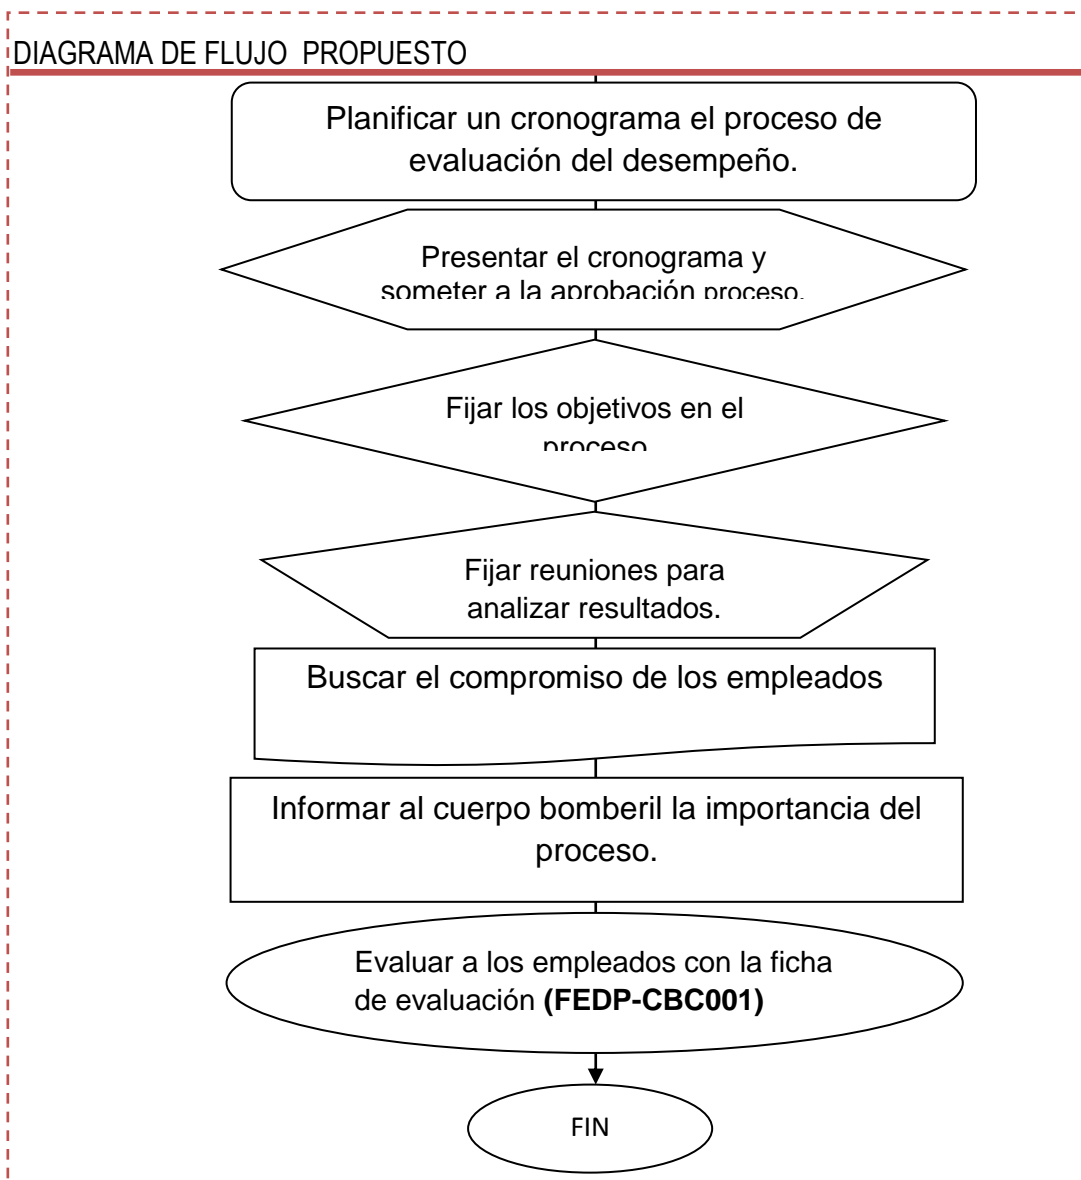 DIAGRAMA DE FLUJO PROPUESTO
Planificar un cronograma el proceso de
evaluación del desempeño.
Presentar el cronograma y
someter a la aprobación proceso.
Fijar los objetivos en el
proceso
Fijar reuniones para
analizar resultados.
Buscar el compromiso de los empleados
Informar al cuerpo bomberil la importancia del
proceso.
Evaluar a los empleados con la ficha
de evaluación (FEDP-CBC001)
FIN